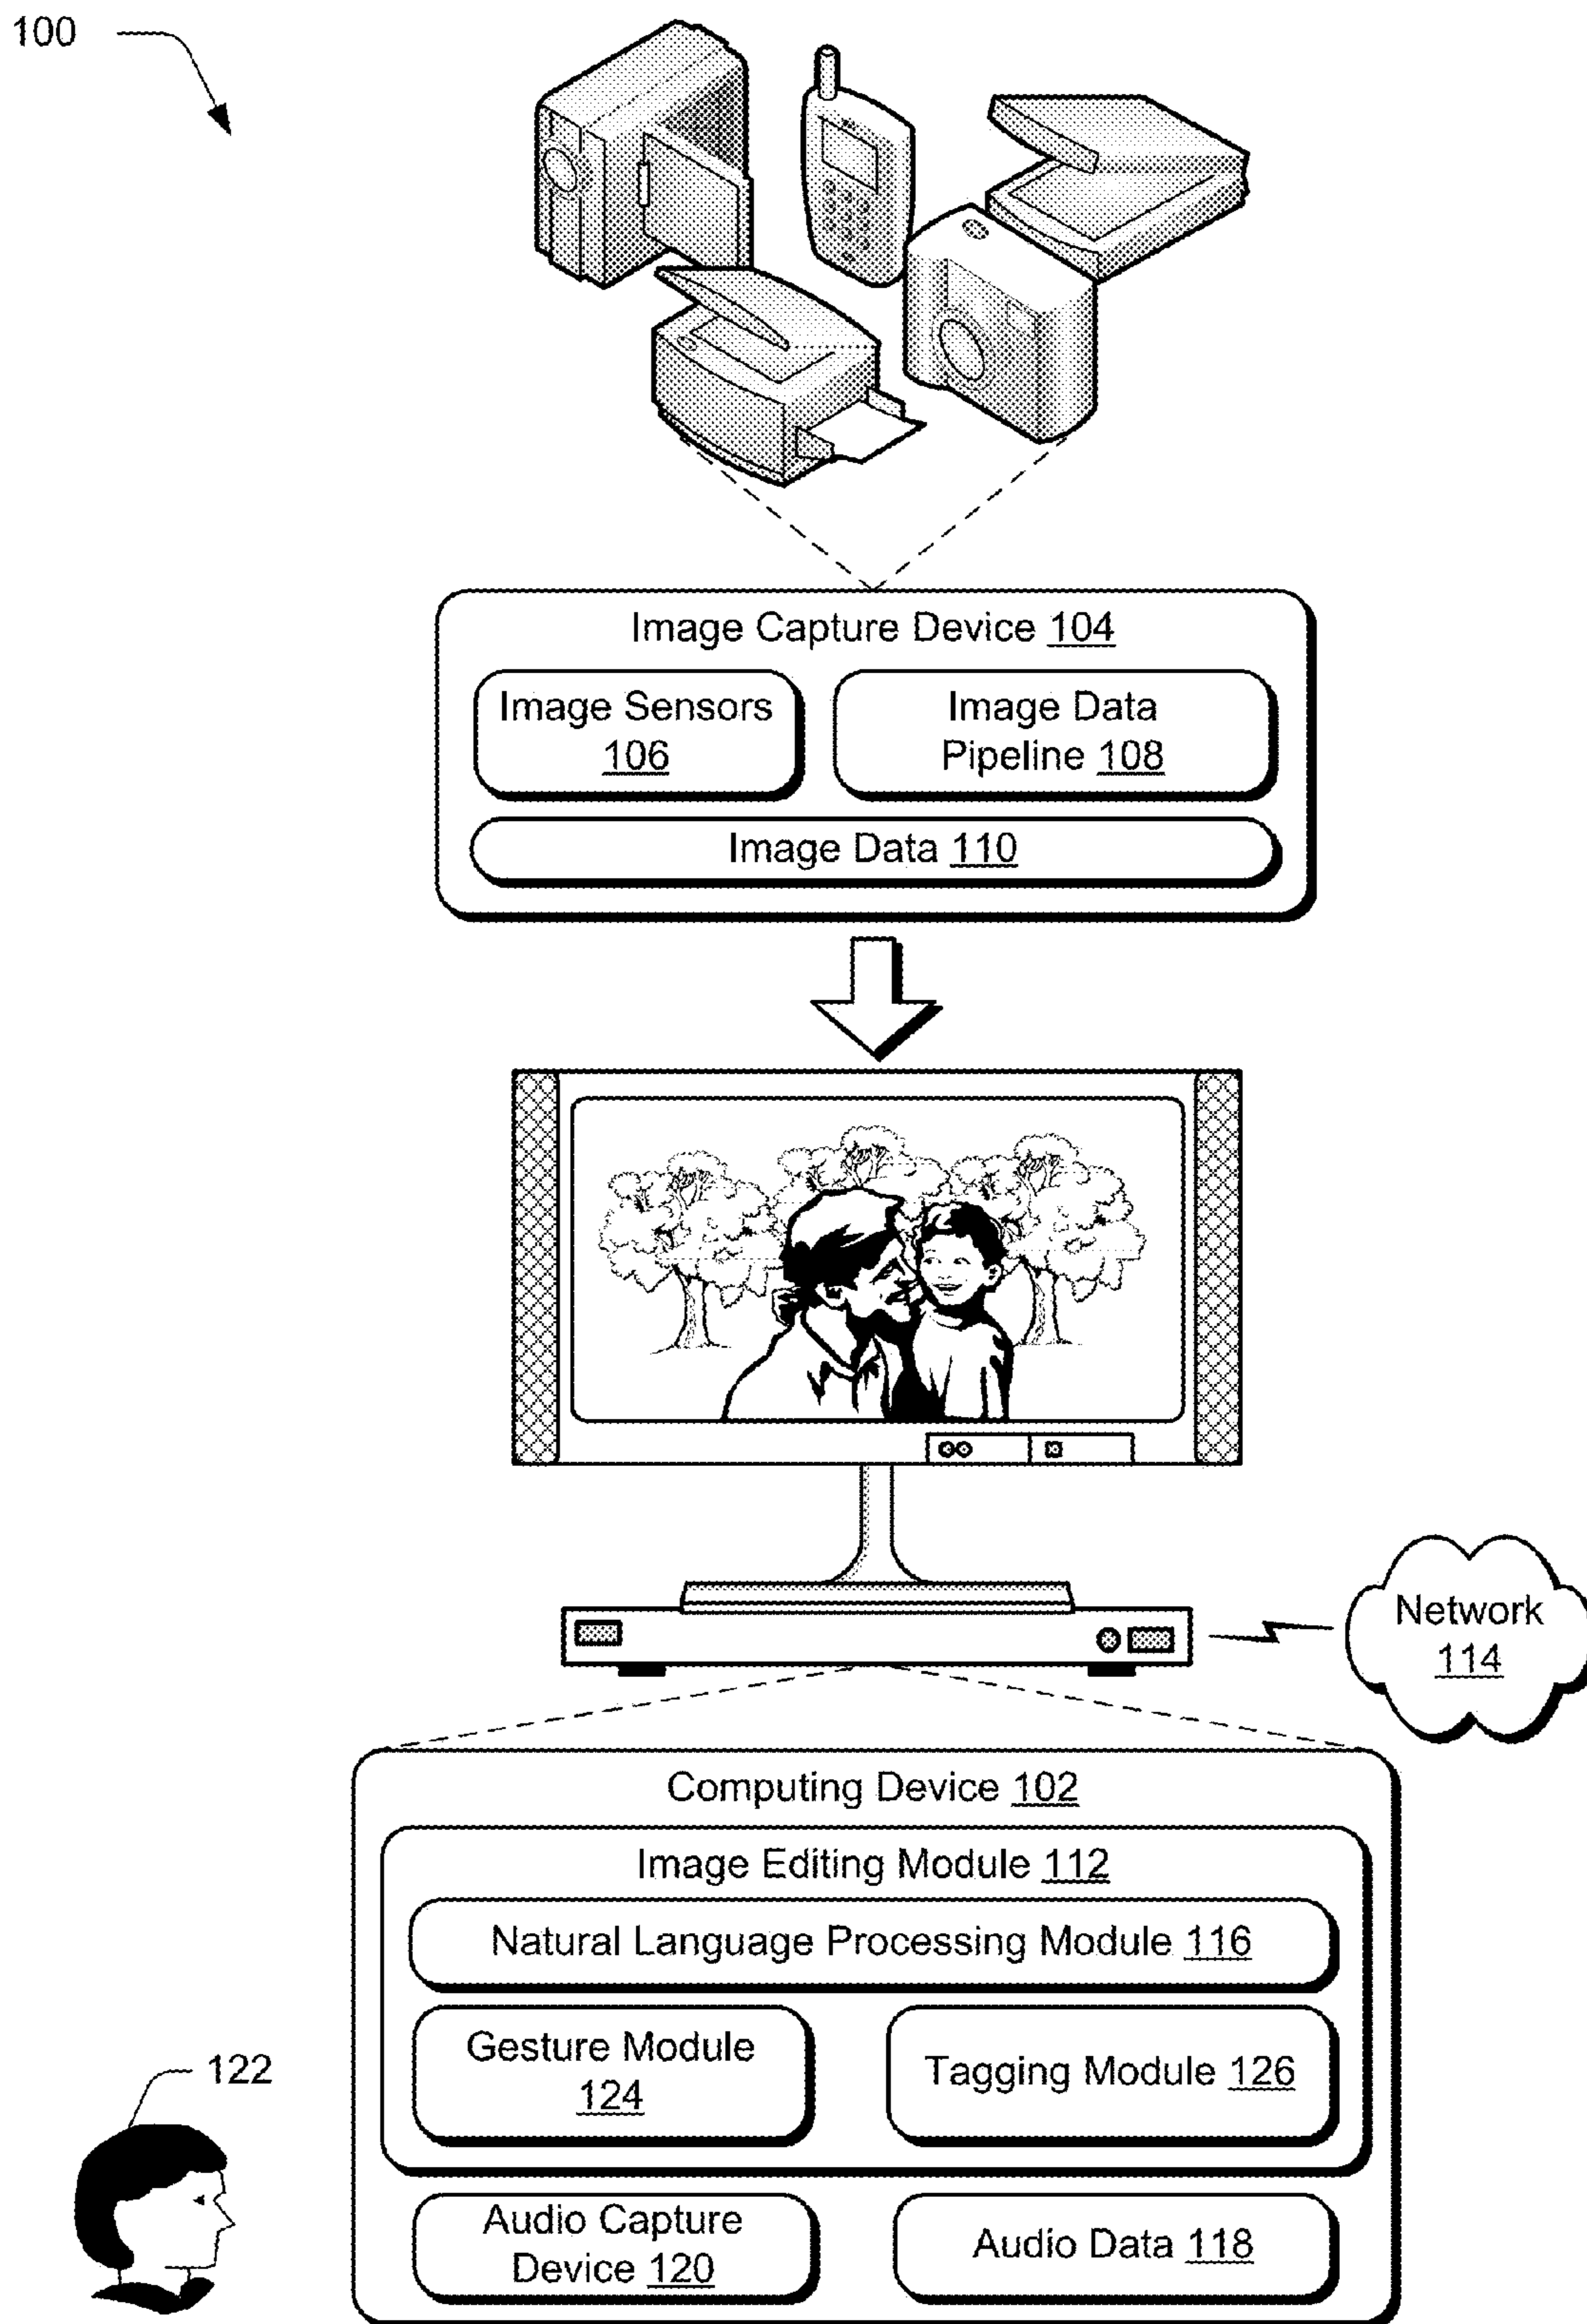 100
Image Capture Device 104
Image Sensors
106
Image Data
Pipeline 108
Image Data 110
Network
114
Computing Device 102
Image Editing Module 112
Natural Language Processing Module 116
Gesture Module
124
Tagging Module 126
122
Audio Capture
Device 120
Audio Data 118